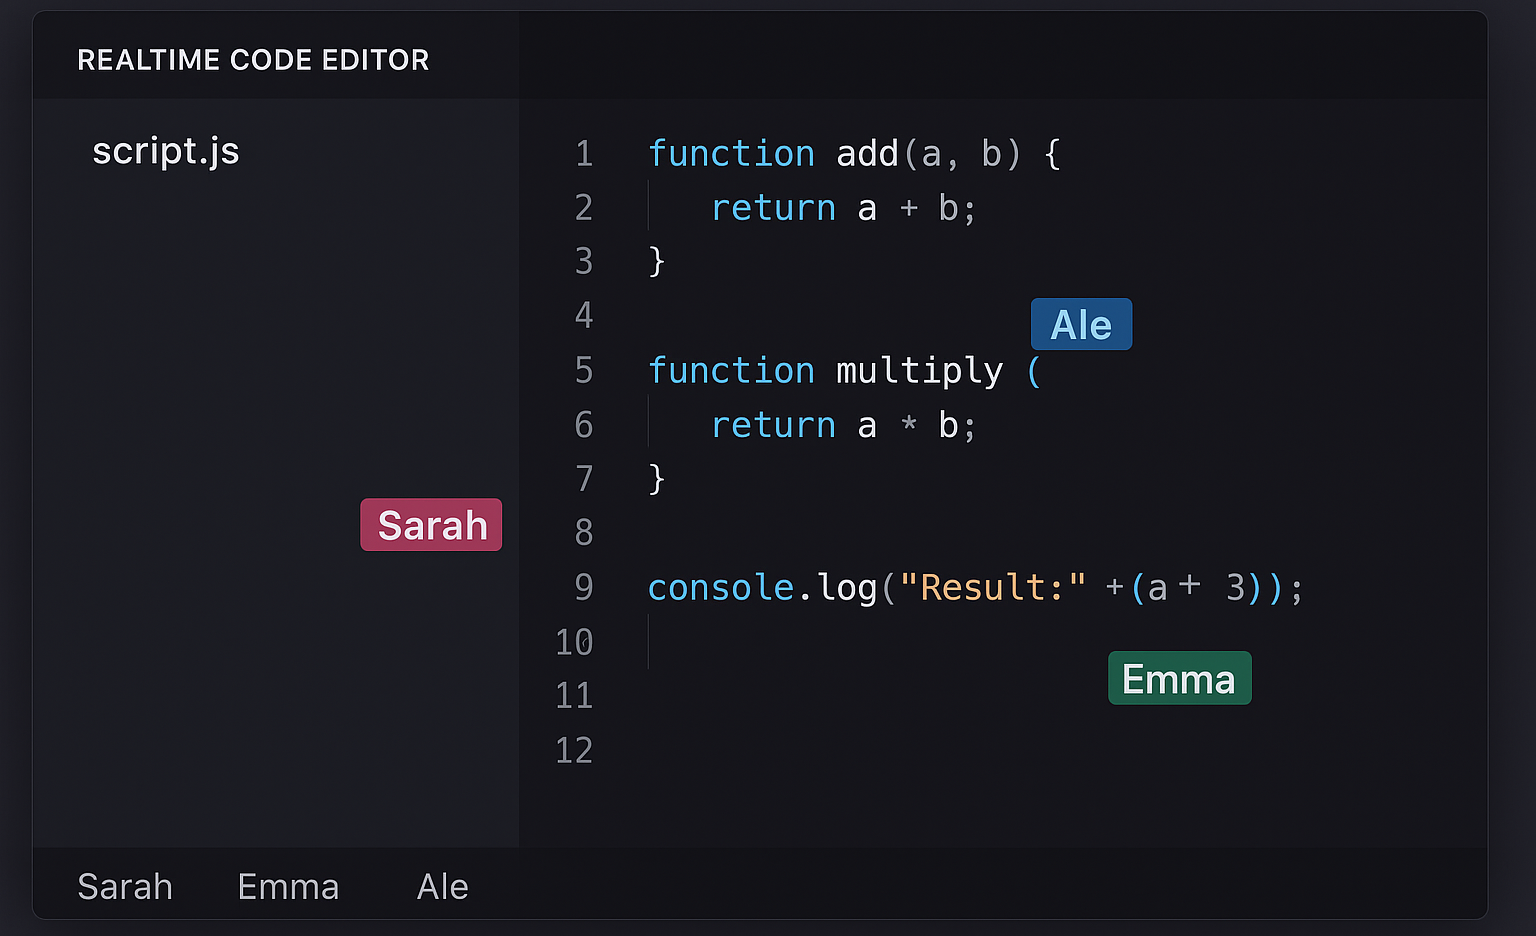 REALTIME CODE EDITOR
script.js
1 function add(a, b) {
2 return a + b;
3 }
4
Ale
5 function multiply (
6 return a * b;
7 }
Sarah
8
9 console.log("Result:" +(a + 3));
10
Emma
11
12
Sarah Emma Ale